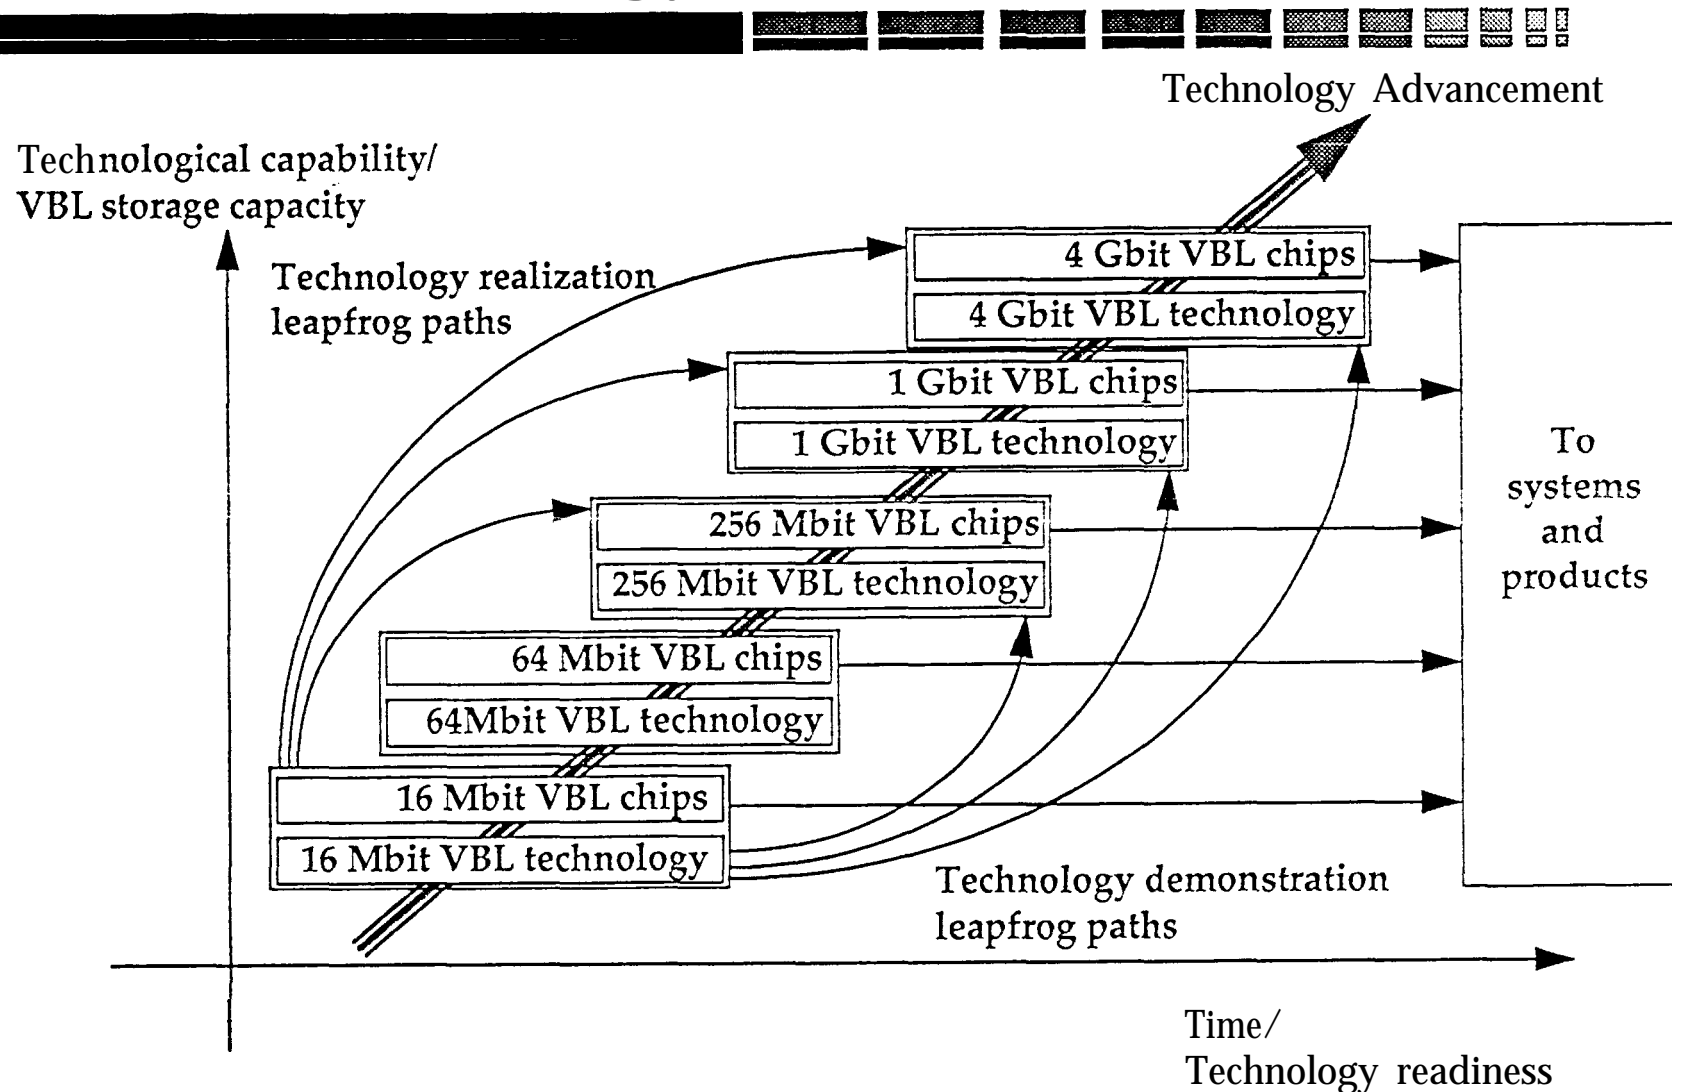 Technology Advancement
Technological capability/
VBL storage capacity
Technology realization
leapfrog paths
4 Gbit VBL chips
4 Gbit VBL technology
1 Gbit VBL chips
1 Gbit VBL technology
256 Mbit VBL chips
256 Mbit VBL technology
64 Mbit VBL chips
64Mbit VBL technology
16 Mbit VBL chips
16 Mbit VBL technology
To
systems
and
products
Technology demonstration
leapfrog paths
Time/
Technology readiness